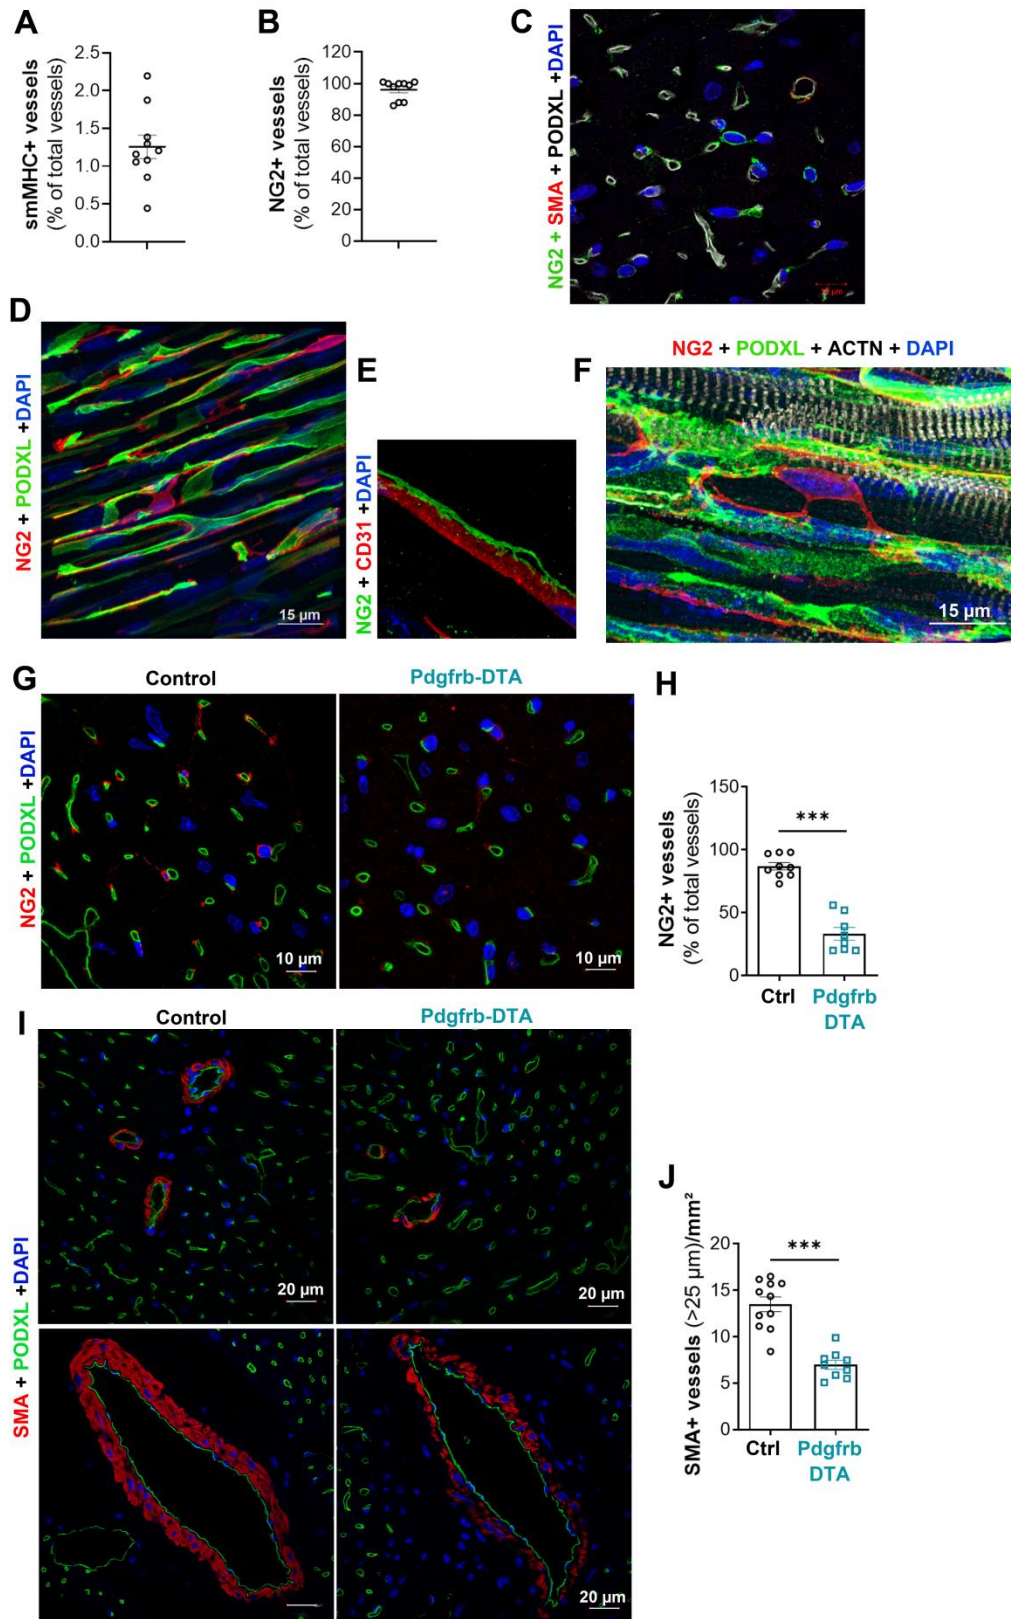 A
smMHC+ vessels
(% of total vessels)
2.5
2.0
1.5
1.0
0.5
0.0
B
NG2+ vessels
(% of total vessels)
120
100
80
60
40
20
0
C
NG2 + SMA + PODXL +DAPI
D
NG2 + PODXL +DAPI
15 µm
E
NG2 + CD31 +DAPI
F
NG2 + PODXL + ACTN + DAPI
15 µm
G
Control
Pdgfrb-DTA
NG2 + PODXL +DAPI
10 µm
10 µm
H
NG2+ vessels
(% of total vessels)
150
100
50
0
***
Ctrl
Pdgfrb
DTA
I
Control
Pdgfrb-DTA
SMA + PODXL +DAPI
20 µm
20 µm
20 µm
J
SMA+ vessels (>25 µm)/mm²
20
15
10
5
0
***
Ctrl
Pdgfrb
DTA